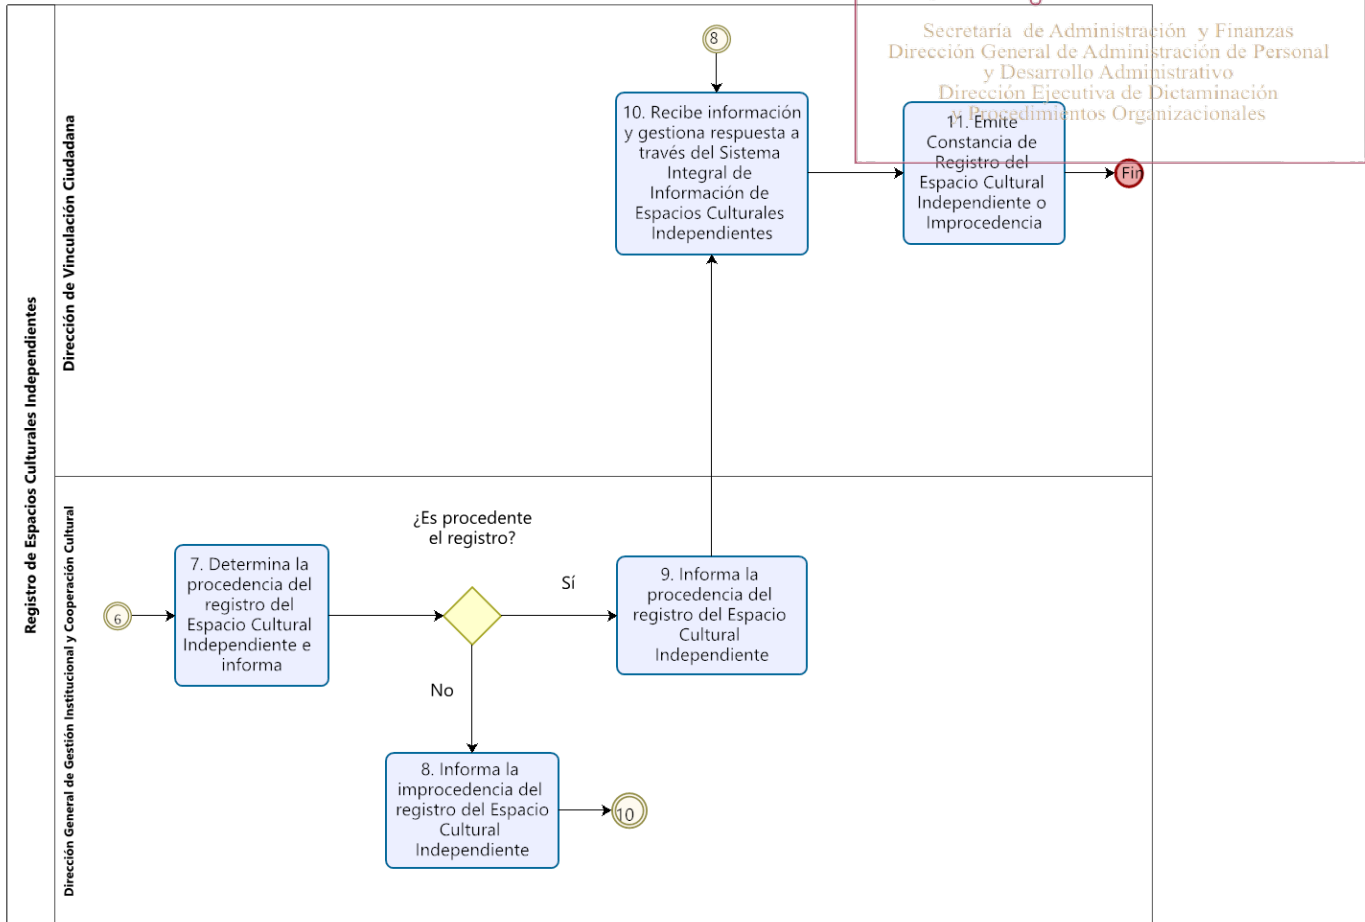 Secretaría de Administración y Finanzas
Dirección General de Administración de Personal
y Desarrollo Administrativo
Dirección Ejecutiva de Dictaminación
y Procedimientos Organizacionales
Registro de Espacios Culturales Independientes
Dirección de Vinculación Ciudadana
8
10. Recibe información
y gestiona respuesta a
través del Sistema
Integral de
Información de
Espacios Culturales
Independientes
11. Emite
Constancia de
Registro del
Espacio Cultural
Independiente o
Improcedencia
Fin
Dirección General de Gestión Institucional y Cooperación Cultural
6
7. Determina la
procedencia del
registro del
Espacio Cultural
Independiente e
informa
¿Es procedente
el registro?
Sí
No
9. Informa la
procedencia del
registro del Espacio
Cultural
Independiente
8. Informa la
improcedencia del
registro del Espacio
Cultural
Independiente
10